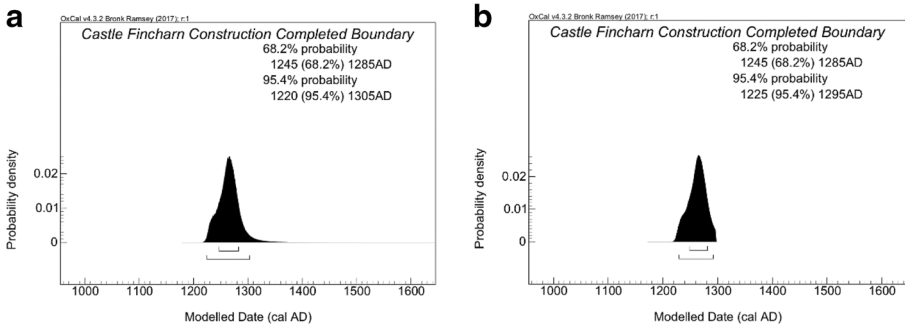 a
OxCal v4.3.2 Bronk Ramsey (2017); r:1
Castle Fincharn Construction Completed Boundary
68.2% probability
1245 (68.2%) 1285AD
95.4% probability
1220 (95.4%) 1305AD
Probability density
0.02
0.01
0
1000 1100 1200 1300 1400 1500 1600
Modelled Date (cal AD)
b
OxCal v4.3.2 Bronk Ramsey (2017); r:1
Castle Fincharn Construction Completed Boundary
68.2% probability
1245 (68.2%) 1285AD
95.4% probability
1225 (95.4%) 1295AD
Probability density
0.02
0.01
0
1000 1100 1200 1300 1400 1500 1600
Modelled Date (cal AD)